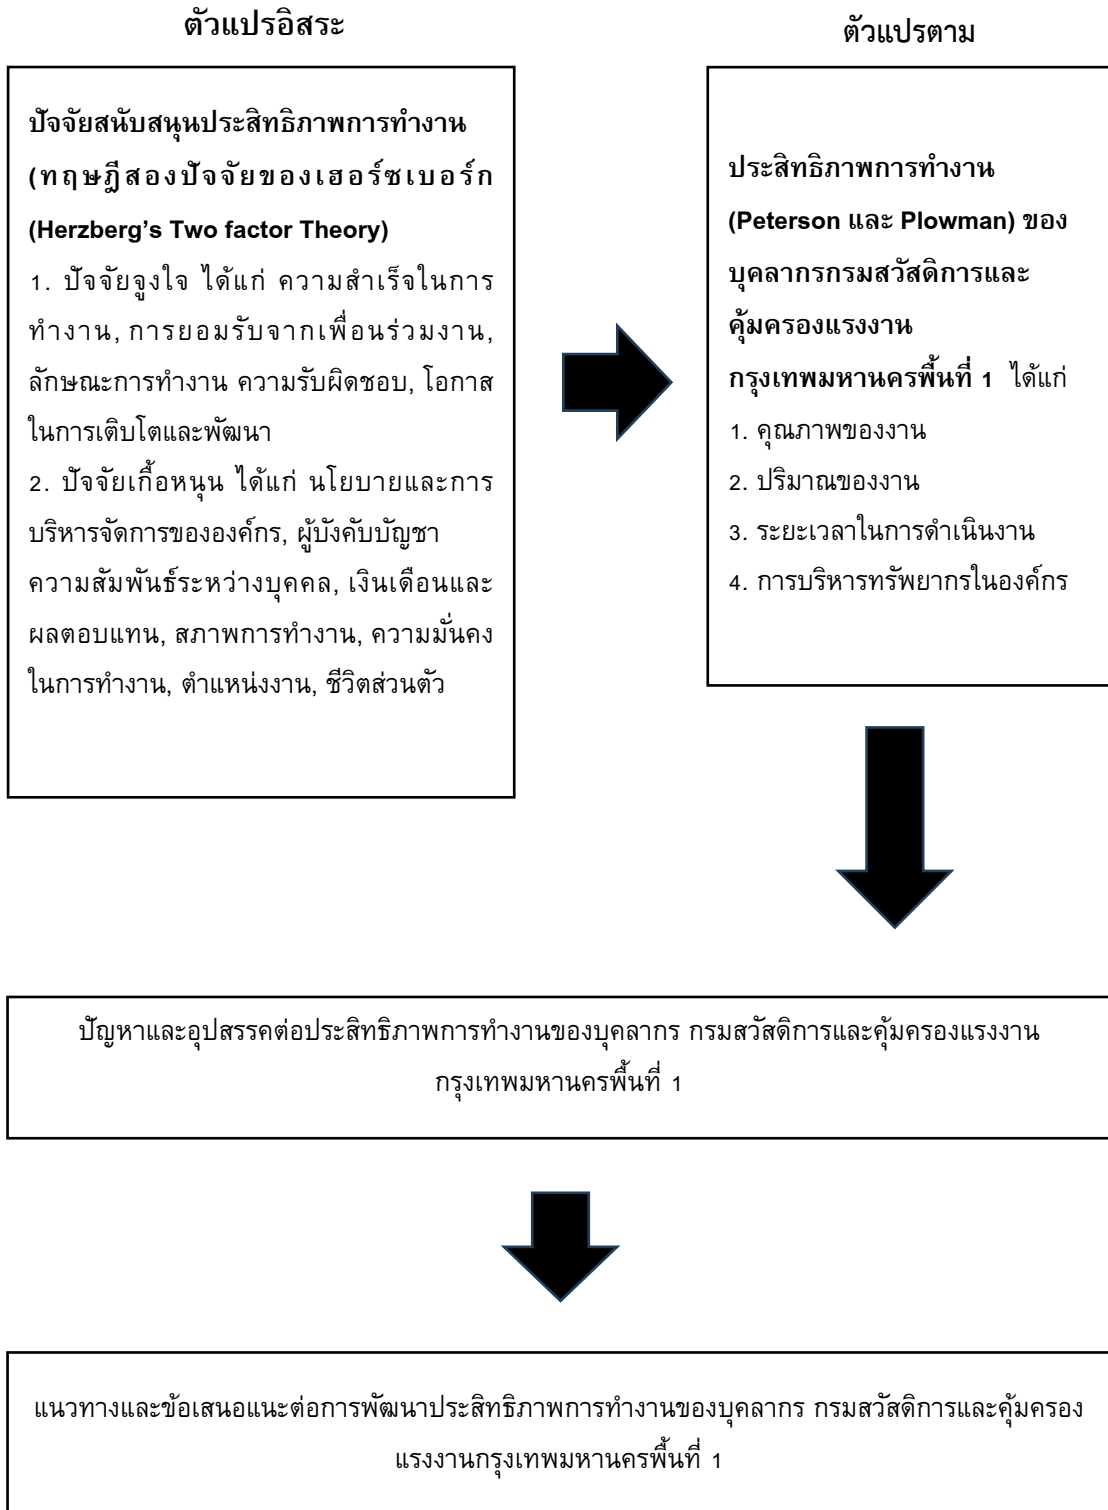 ตัวแปรอิสระ
ปัจจัยสนับสนุนประสิทธิภาพการทำงาน
(ทฤษฎีสองปัจจัยของเฮอร์ซเบอร์ก
(Herzberg's Two factor Theory)
1. ปัจจัยจูงใจ ได้แก่ ความสำเร็จในการ
ทำงาน, การยอมรับจากเพื่อนร่วมงาน,
ลักษณะการทำงาน ความรับผิดชอบ, โอกาส
ในการเติบโตและพัฒนา
2. ปัจจัยเกื้อหนุน ได้แก่ นโยบายและการ
บริหารจัดการขององค์กร, ผู้บังคับบัญชา
ความสัมพันธ์ระหว่างบุคคล, เงินเดือนและ
ผลตอบแทน, สภาพการทำงาน, ความมั่นคง
ในการทำงาน, ตำแหน่งงาน, ชีวิตส่วนตัว
ตัวแปรตาม
ประสิทธิภาพการทำงาน
(Peterson และ Plowman) ของ
บุคลากรกรมสวัสดิการและ
คุ้มครองแรงงาน
กรุงเทพมหานครพื้นที่ 1 ได้แก่
1. คุณภาพของงาน
2. ปริมาณของงาน
3. ระยะเวลาในการดำเนินงาน
4. การบริหารทรัพยากรในองค์กร
ปัญหาและอุปสรรคต่อประสิทธิภาพการทำงานของบุคลากร กรมสวัสดิการและคุ้มครองแรงงาน
กรุงเทพมหานครพื้นที่ 1
แนวทางและข้อเสนอแนะต่อการพัฒนาประสิทธิภาพการทำงานของบุคลากร กรมสวัสดิการและคุ้มครอง
แรงงานกรุงเทพมหานครพื้นที่ 1